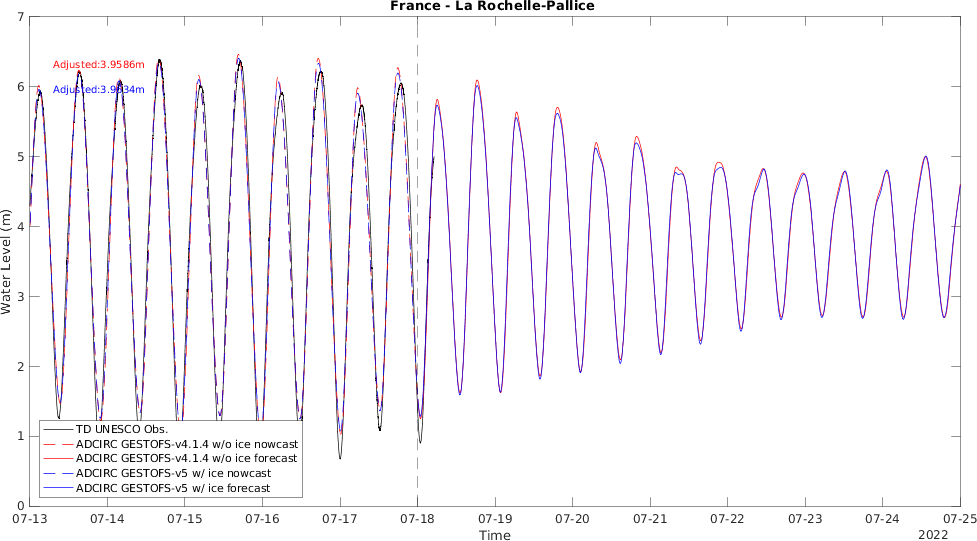 France - La Rochelle-Pallice
7
6
5
4
3
2
1
0
Water Level (m)
Adjusted:3.9586m
TD UNESCO Obs.
ADCIRC GESTOFS-v4.1.4 w/o ice nowcast
ADCIRC GESTOFS-v4.1.4 w/o ice forecast
ADCIRC GESTOFS-v5 w/ ice nowcast
ADCIRC GESTOFS-v5 w/ ice forecast
07-13 07-14 07-15 07-16 07-17 07-18 07-19 07-20 07-21 07-22 07-23 07-24 07-25
Time
2022